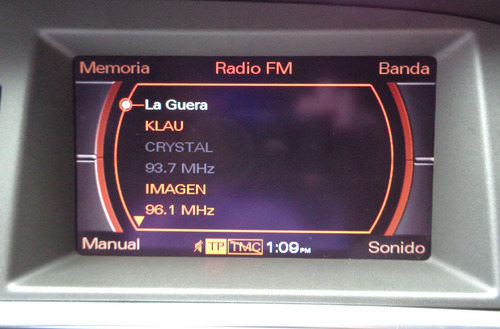 Memoria Radio FM Banda
La Guera
KLAU
CRYSTAL
93.7 MHz
IMAGEN
96.1 MHz
Manual TP TMC 1:09PM Sonido